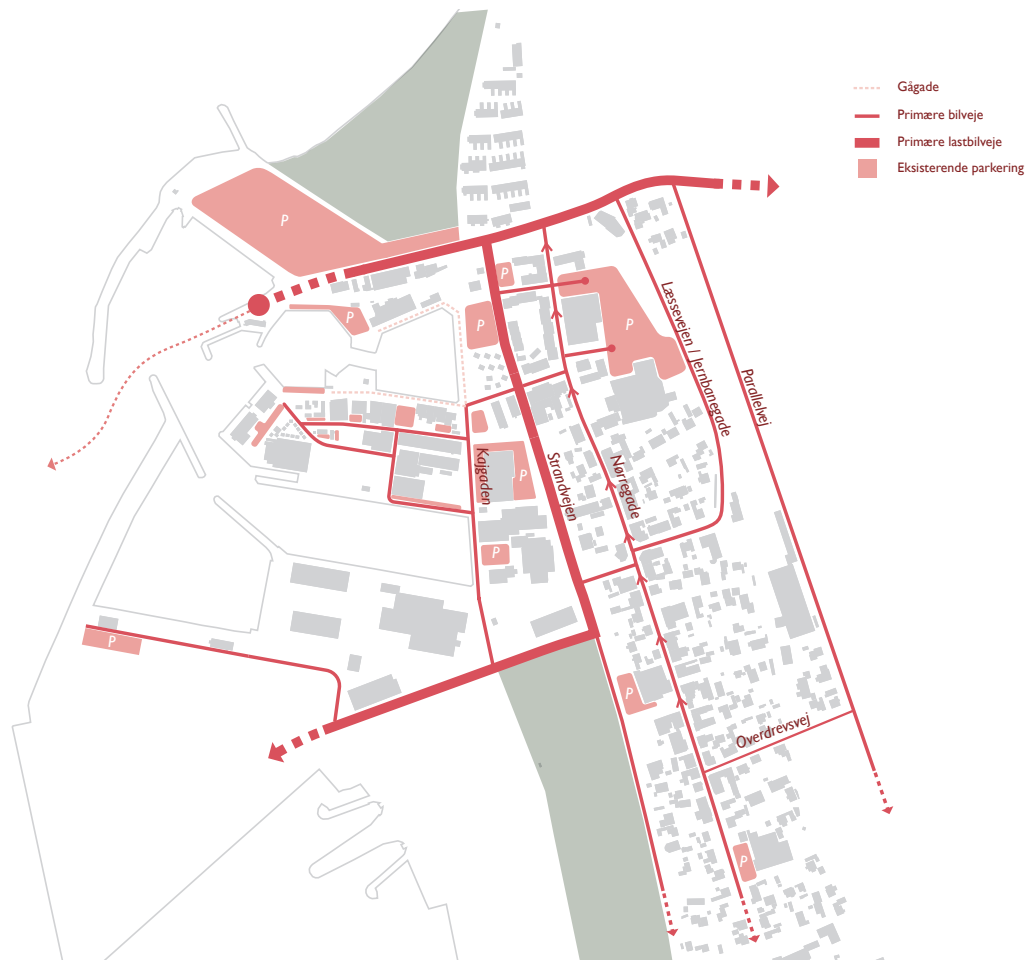 Gågade
Primære bilveje
Primære lastbilveje
Eksisterende parkering
P
P
P
P
P
Læssevejen / Jernbanegade
Parallelvej
Kajgaden
P
Strandvejen
Nørregade
P
P
P
Overdrevsvej
P